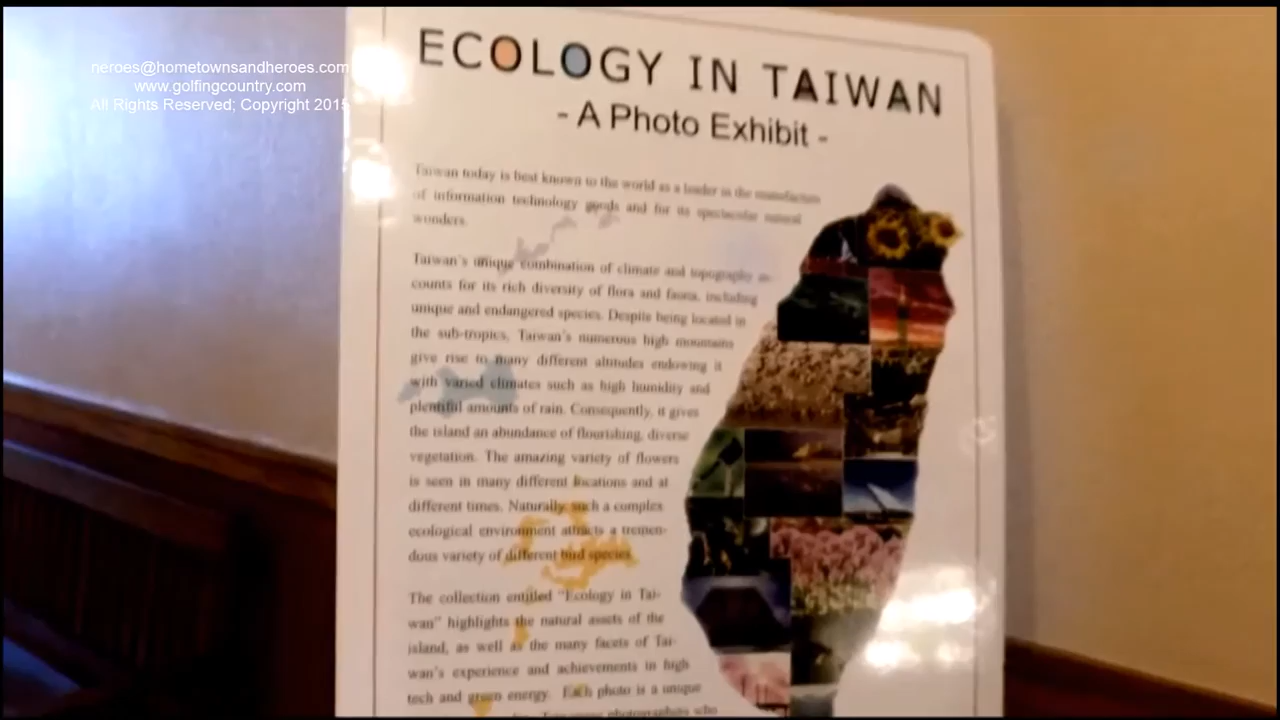 neroes@hometownsandheroes.com
www.golfingcountry.com
All Rights Reserved; Copyright 2015
ECOLOGY IN TAIWAN
- A Photo Exhibit -
Taiwan today is best known to the world as a leader in the manufacture
of information technology goods and for its spectacular natural
wonders.
Taiwan's unique combination of climate and topography ac-
counts for its rich diversity of flora and fauna, including
unique and endangered species. Despite being located in
the sub-tropics, Taiwan's numerous high mountains
give rise to many different altitudes endowing it
with varied climates such as high humidity and
plentiful amounts of rain. Consequently, it gives
the island an abundance of flourishing, diverse
vegetation. The amazing variety of flowers
is seen in many different locations and at
different times. Naturally, such a complex
ecological environment attracts a tremen-
dous variety of different bird species.
The collection entitled "Ecology in Tai-
wan" highlights the natural assets of the
island, as well as the many facets of Tai-
wan's experience and achievements in high
tech and green energy. Each photo is a unique
Taiwanese photographers who